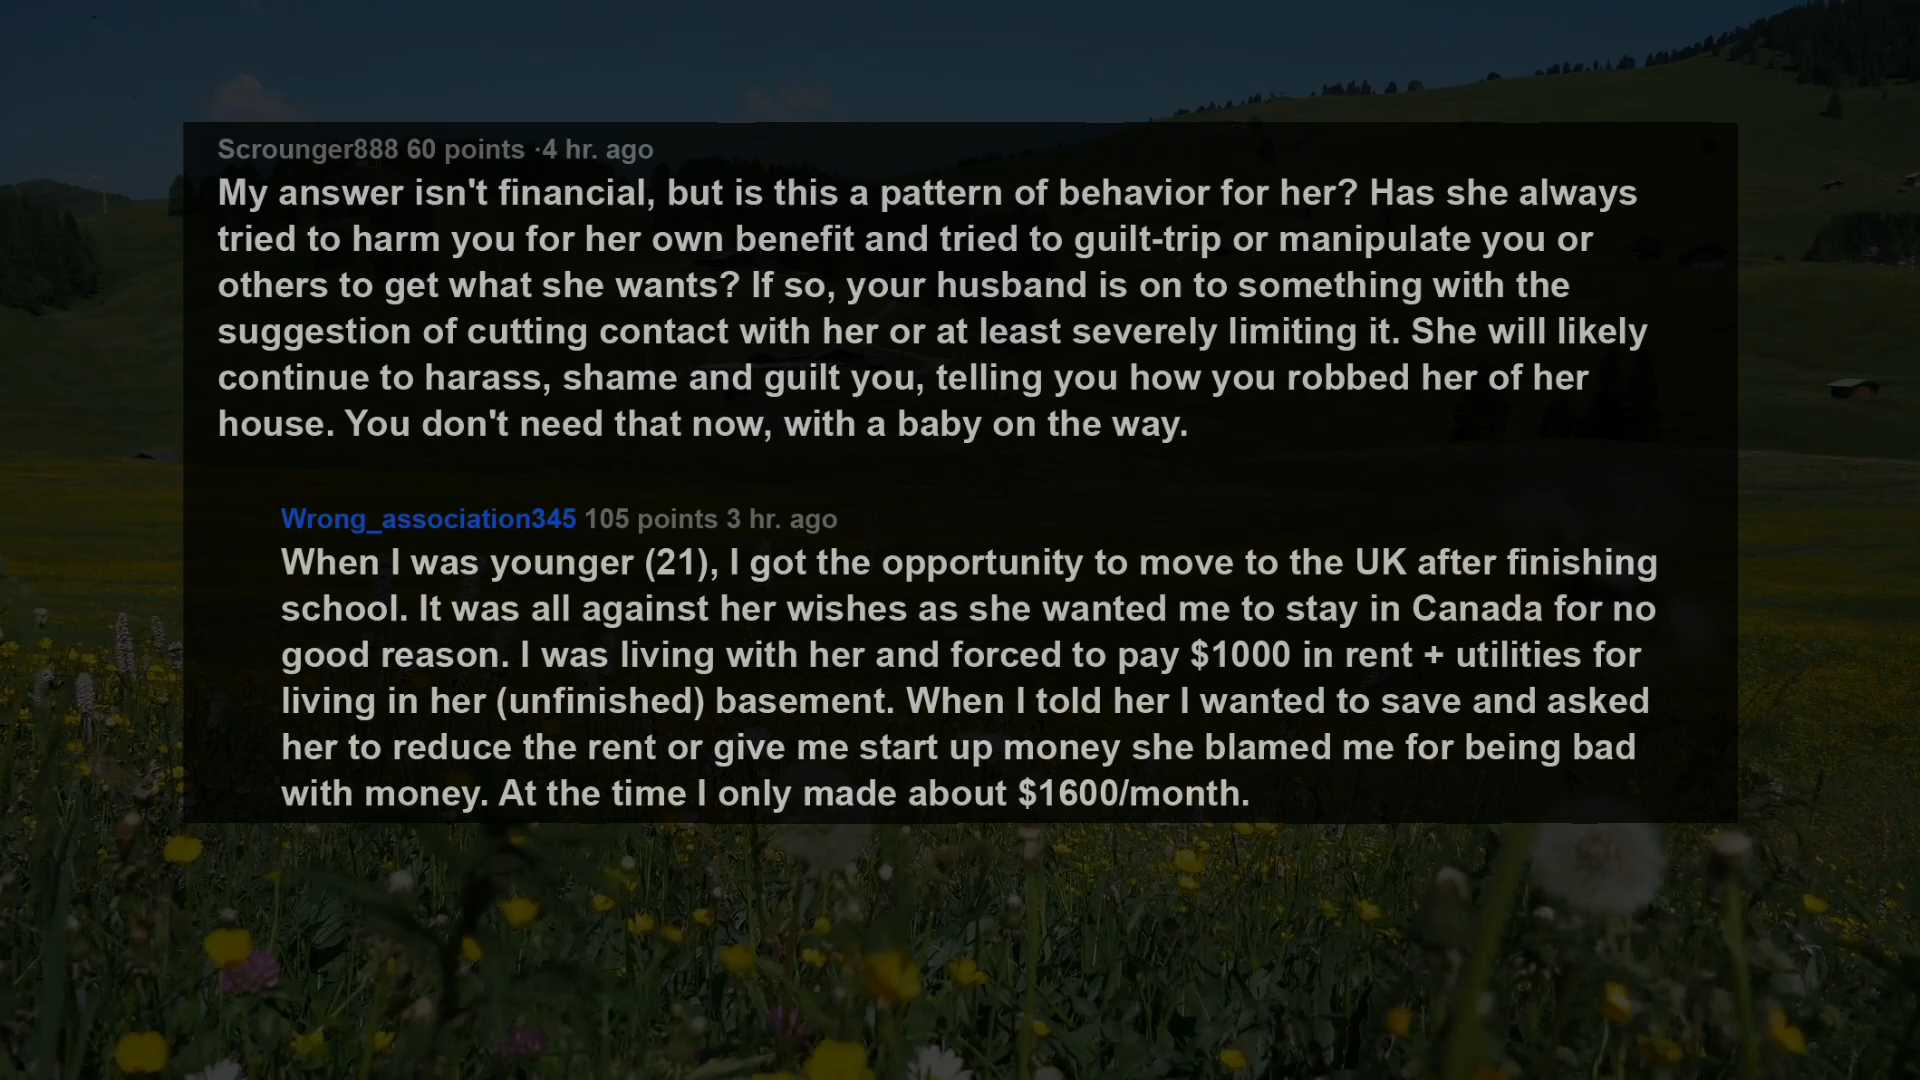 Scrounger888 60 points ·4 hr. ago
My answer isn't financial, but is this a pattern of behavior for her? Has she always
tried to harm you for her own benefit and tried to guilt-trip or manipulate you or
others to get what she wants? If so, your husband is on to something with the
suggestion of cutting contact with her or at least severely limiting it. She will likely
continue to harass, shame and guilt you, telling you how you robbed her of her
house. You don't need that now, with a baby on the way.
Wrong_association345 105 points 3 hr. ago
When I was younger (21), I got the opportunity to move to the UK after finishing
school. It was all against her wishes as she wanted me to stay in Canada for no
good reason. I was living with her and forced to pay $1000 in rent + utilities for
living in her (unfinished) basement. When I told her I wanted to save and asked
her to reduce the rent or give me start up money she blamed me for being bad
with money. At the time I only made about $1600/month.